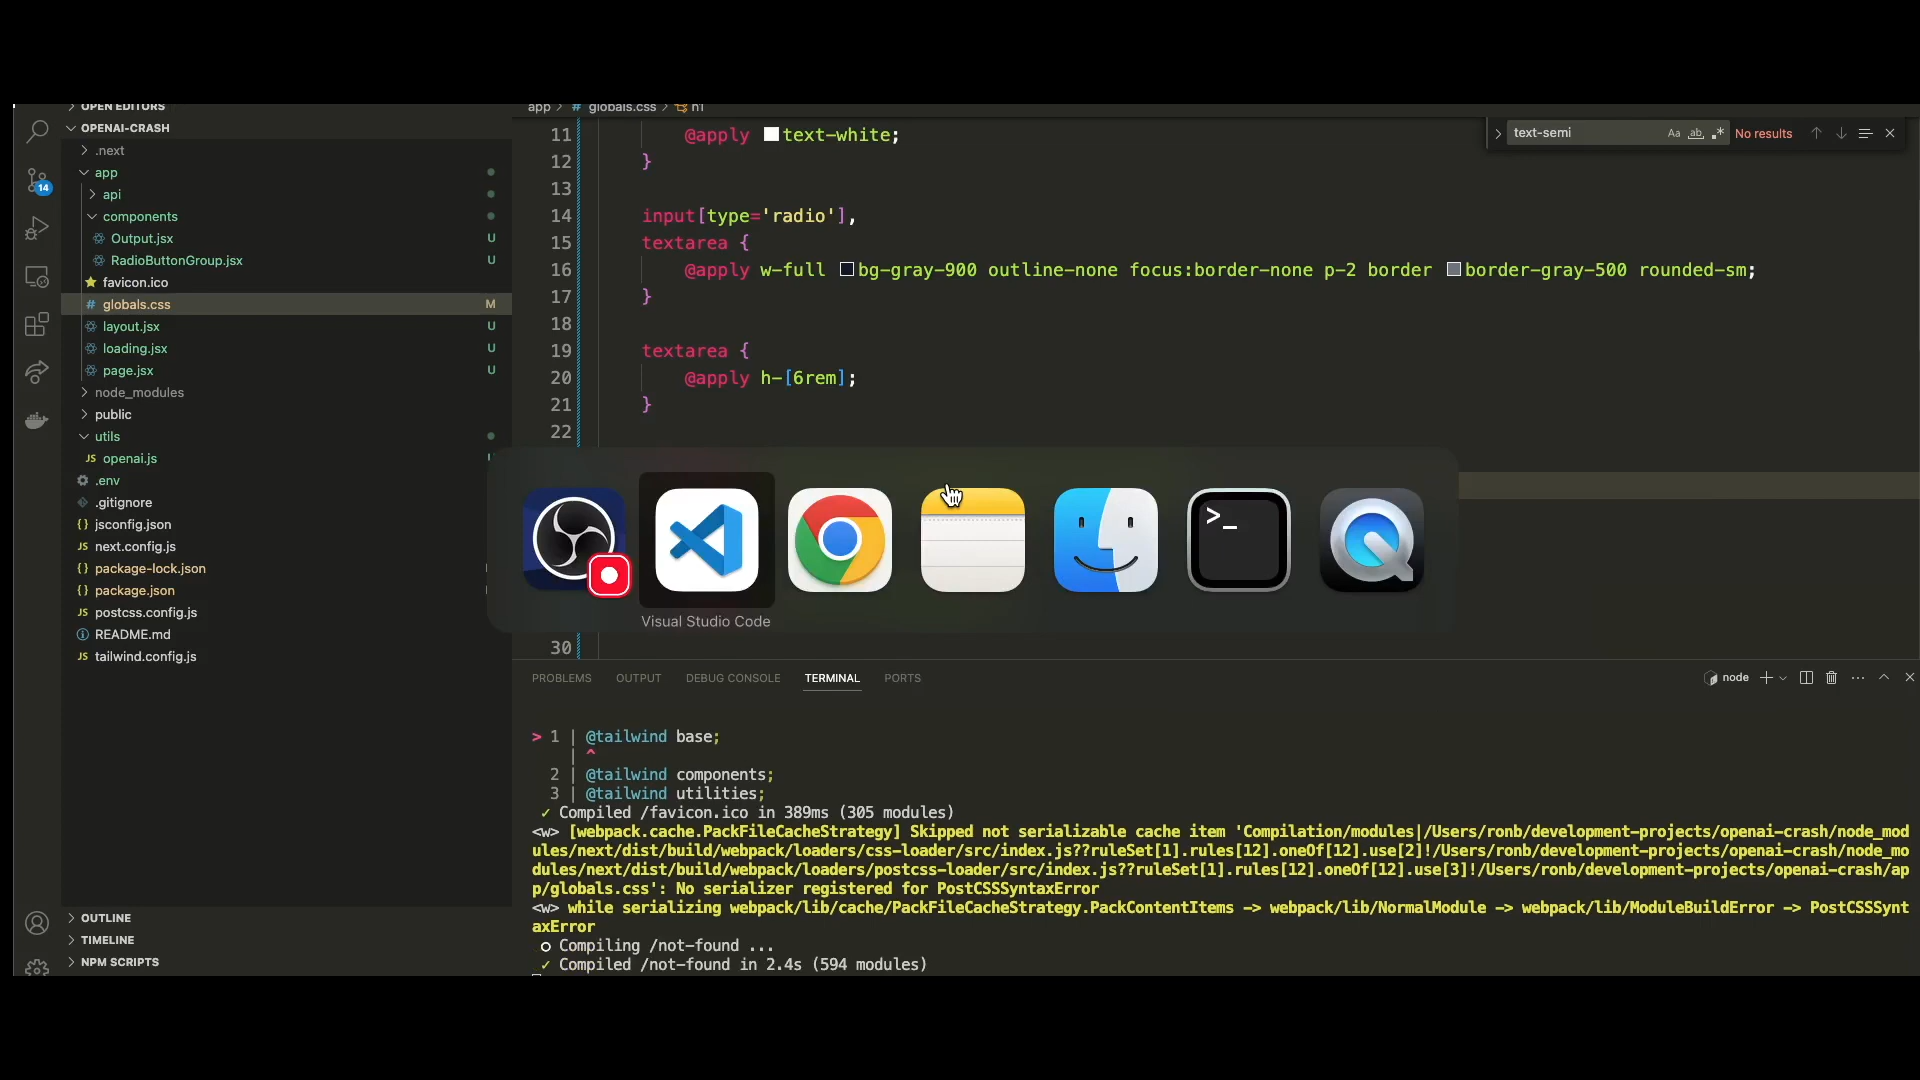 OPEN EDITORS
OPENAI-CRASH
.next
app
api
components
Output.jsx U
RadioButtonGroup.jsx U
favicon.ico
# globals.css M
layout.jsx U
loading.jsx U
page.jsx U
node_modules
public
utils
JS openai.js
.env
.gitignore
{} jsconfig.json
JS next.config.js
{} package-lock.json
{} package.json
JS postcss.config.js
README.md
JS tailwind.config.js
OUTLINE
TIMELINE
NPM SCRIPTS
14
app > # globals.css > h1
text-semi Aa ab No results
11 @apply text-white;
12 }
13
14 input[type='radio'],
15 textarea {
16 @apply w-full bg-gray-900 outline-none focus:border-none p-2 border border-gray-500 rounded-sm;
17 }
18
19 textarea {
20 @apply h-[6rem];
21 }
22
30
>_
Visual Studio Code
PROBLEMS OUTPUT DEBUG CONSOLE TERMINAL PORTS
node
> 1 | @tailwind base;
| ^
2 | @tailwind components;
3 | @tailwind utilities;
✓ Compiled /favicon.ico in 389ms (305 modules)
<w> [webpack.cache.PackFileCacheStrategy] Skipped not serializable cache item 'Compilation/modules|/Users/ronb/development-projects/openai-crash/node_mod
ules/next/dist/build/webpack/loaders/css-loader/src/index.js??ruleSet[1].rules[12].oneOf[12].use[2]!/Users/ronb/development-projects/openai-crash/node_mo
dules/next/dist/build/webpack/loaders/postcss-loader/src/index.js??ruleSet[1].rules[12].oneOf[12].use[3]!/Users/ronb/development-projects/openai-crash/ap
p/globals.css': No serializer registered for PostCSSSyntaxError
<w> while serializing webpack/lib/cache/PackFileCacheStrategy.PackContentItems -> webpack/lib/NormalModule -> webpack/lib/ModuleBuildError -> PostCSSSynt
axError
○ Compiling /not-found ...
✓ Compiled /not-found in 2.4s (594 modules)